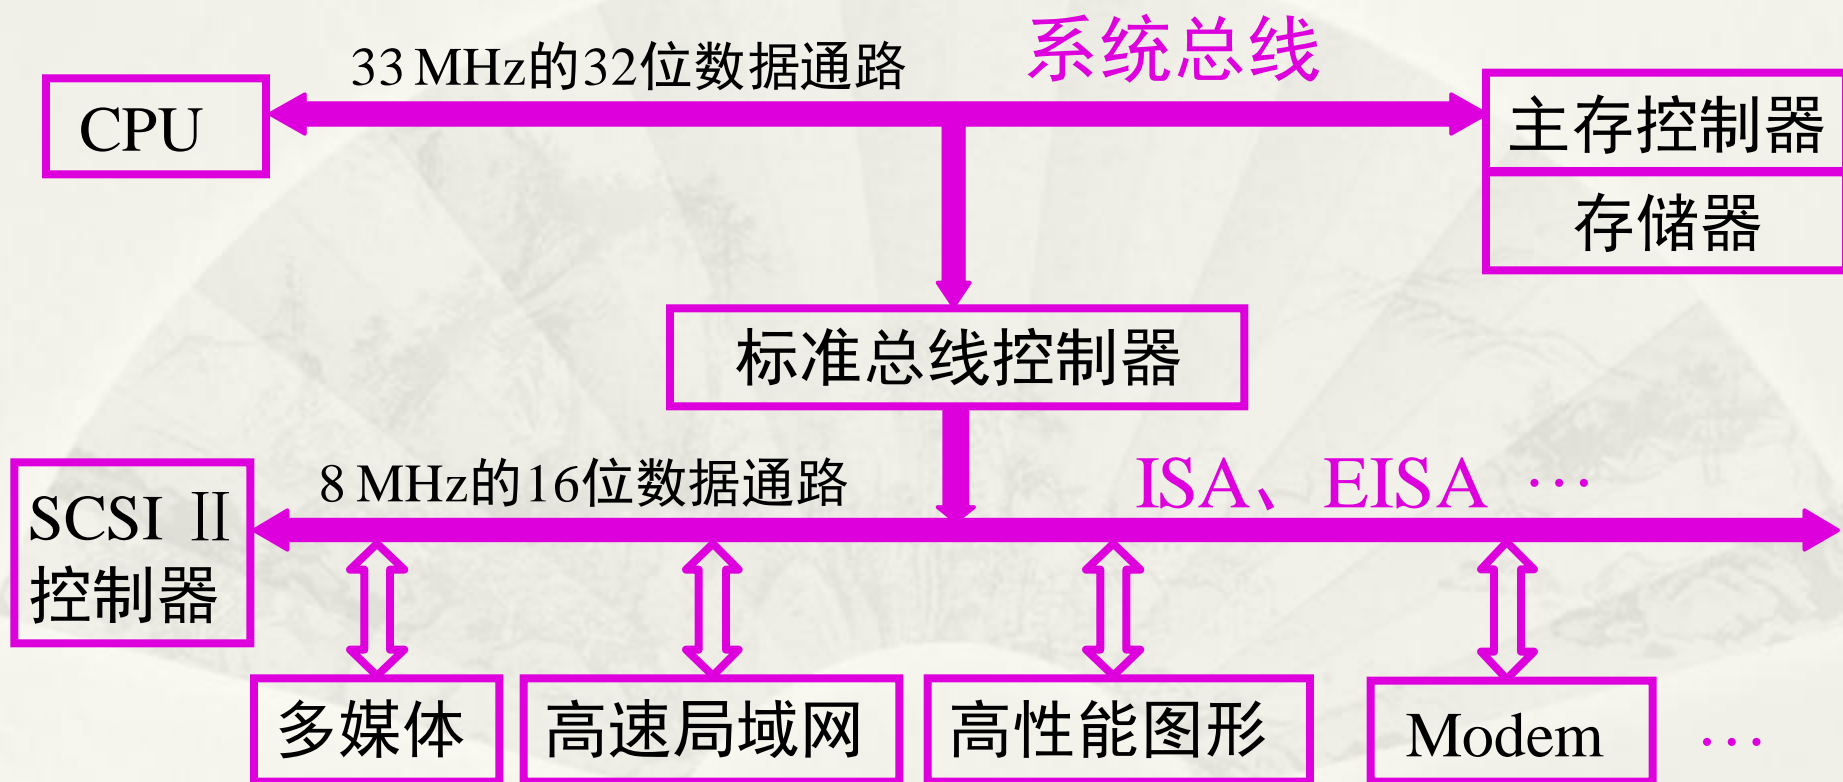 系统总线
33 MHz的32位数据通路
CPU
主存控制器
存储器
标准总线控制器
8 MHz的16位数据通路
ISA、EISA …
SCSI Ⅱ
控制器
多媒体
高速局域网
高性能图形
Modem
…